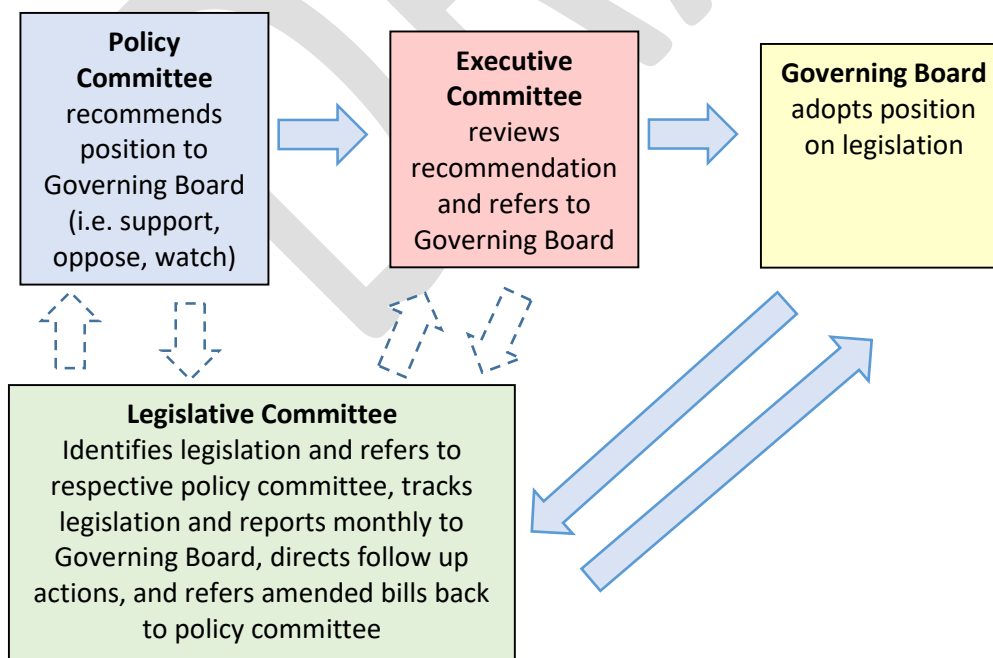 Policy
Committee
recommends
position to
Governing Board
(i.e. support,
oppose, watch)
Executive
Committee
reviews
recommendation
and refers to
Governing Board
Governing Board
adopts position
on legislation
Legislative Committee
Identifies legislation and refers to
respective policy committee, tracks
legislation and reports monthly to
Governing Board, directs follow up
actions, and refers amended bills back
to policy committee